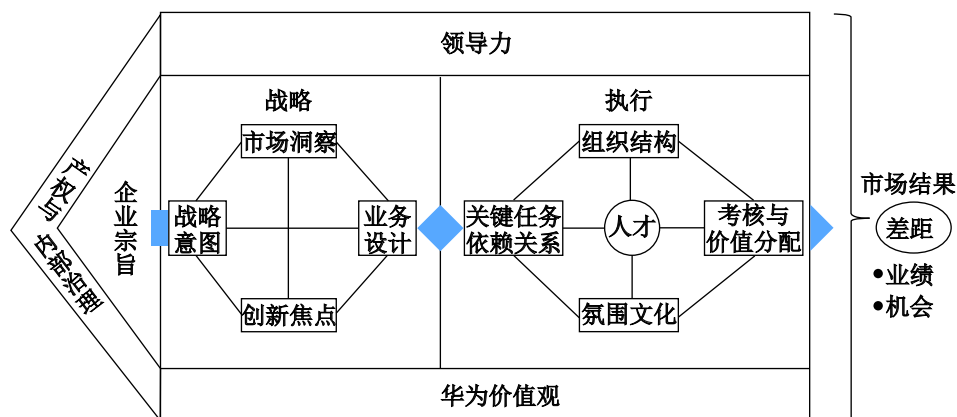 领导力
战略
执行
市场洞察
组织结构
产权与
内部治理
企业宗旨
战略
意图
业务
设计
关键任务
依赖关系
人才
考核与
价值分配
创新焦点
氛围文化
华为价值观
市场结果
差距
•业绩
•机会